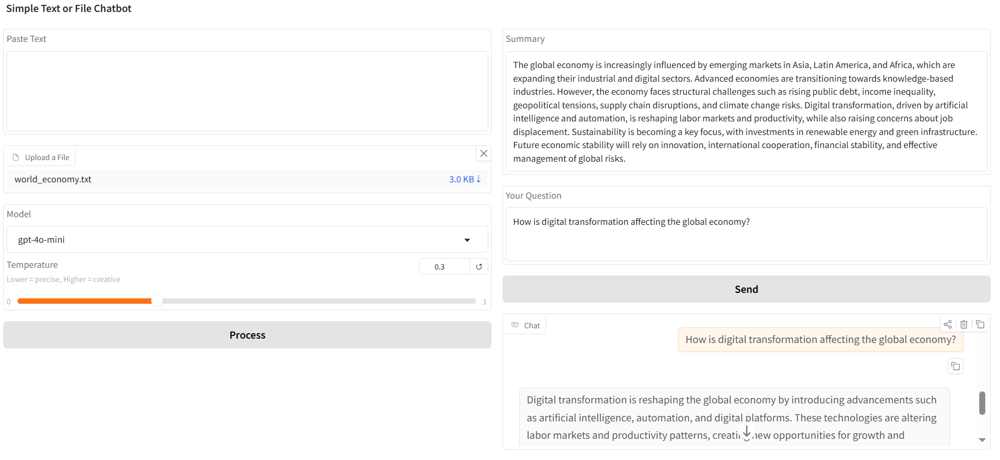 Simple Text or File Chatbot
Paste Text
Upload a File
world_economy.txt
3.0 KB ⇣
Model
gpt-4o-mini
Temperature
0.3
Lower = precise, Higher = creative
0
1
Process
Summary
The global economy is increasingly influenced by emerging markets in Asia, Latin America, and Africa, which are
expanding their industrial and digital sectors. Advanced economies are transitioning towards knowledge-based
industries. However, the economy faces structural challenges such as rising public debt, income inequality,
geopolitical tensions, supply chain disruptions, and climate change risks. Digital transformation, driven by artificial
intelligence and automation, is reshaping labor markets and productivity, while also raising concerns about job
displacement. Sustainability is becoming a key focus, with investments in renewable energy and green infrastructure.
Future economic stability will rely on innovation, international cooperation, financial stability, and effective
management of global risks.
Your Question
How is digital transformation affecting the global economy?
Send
Chat
How is digital transformation affecting the global economy?
Digital transformation is reshaping the global economy by introducing advancements such
as artificial intelligence, automation, and digital platforms. These technologies are altering
labor markets and productivity patterns, creating new opportunities for growth and